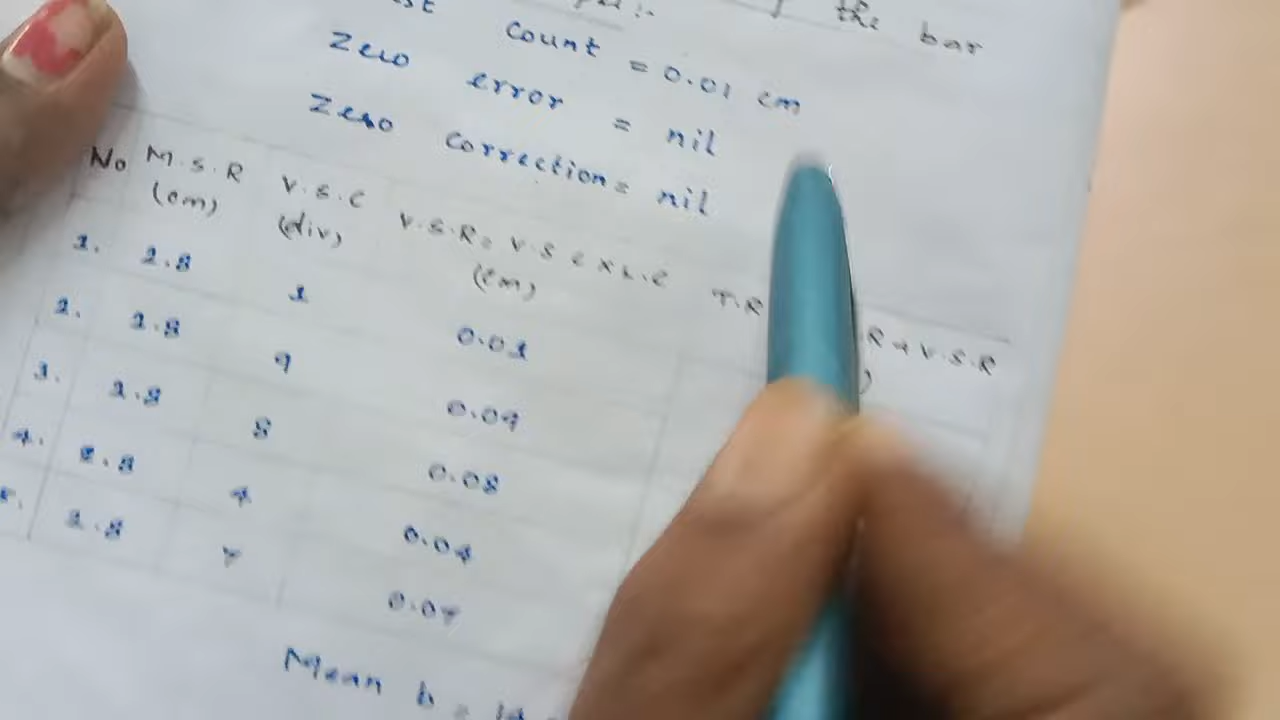 the bar
Count = 0.01 cm
Zero error = nil
Zero correction = nil
No M.S.R V.S.C V.S.R = V.S.C X L.C T.R R + V.S.R
(cm) (div) (cm) )
1. 2.8 1 0.01
2. 2.8 9 0.09
3. 2.8 8 0.08
4. 2.8 4 0.04
5. 2.8 7 0.07
Mean b =